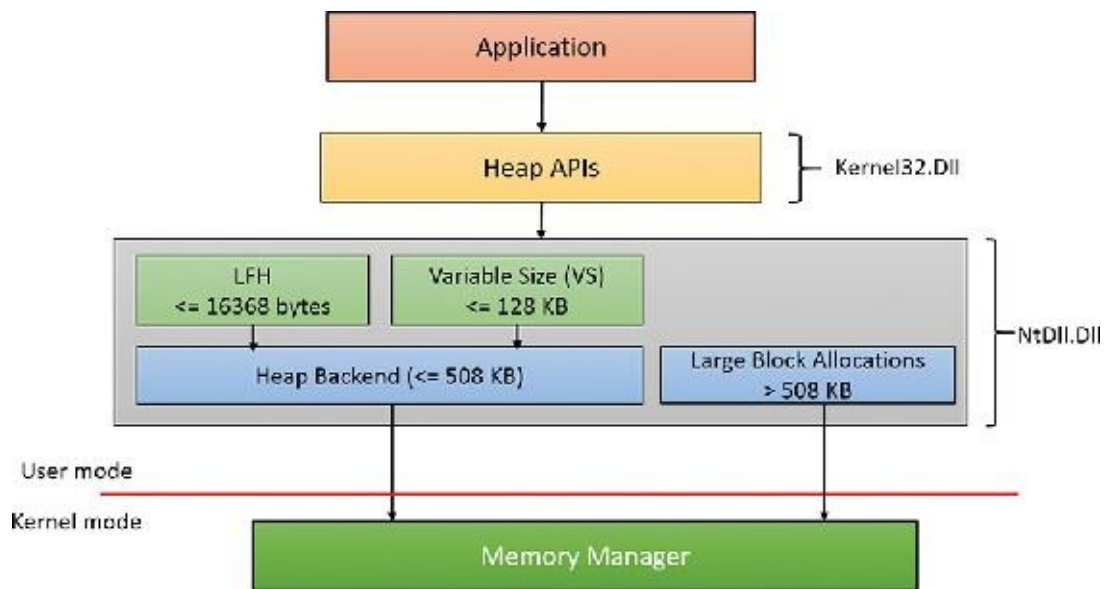 Application
Heap APIs
Kernel32.Dll
LFH
<= 16368 bytes
Variable Size (VS)
<= 128 KB
NtDll.Dll
Heap Backend (<= 508 KB)
Large Block Allocations
> 508 KB
User mode
Kernel mode
Memory Manager